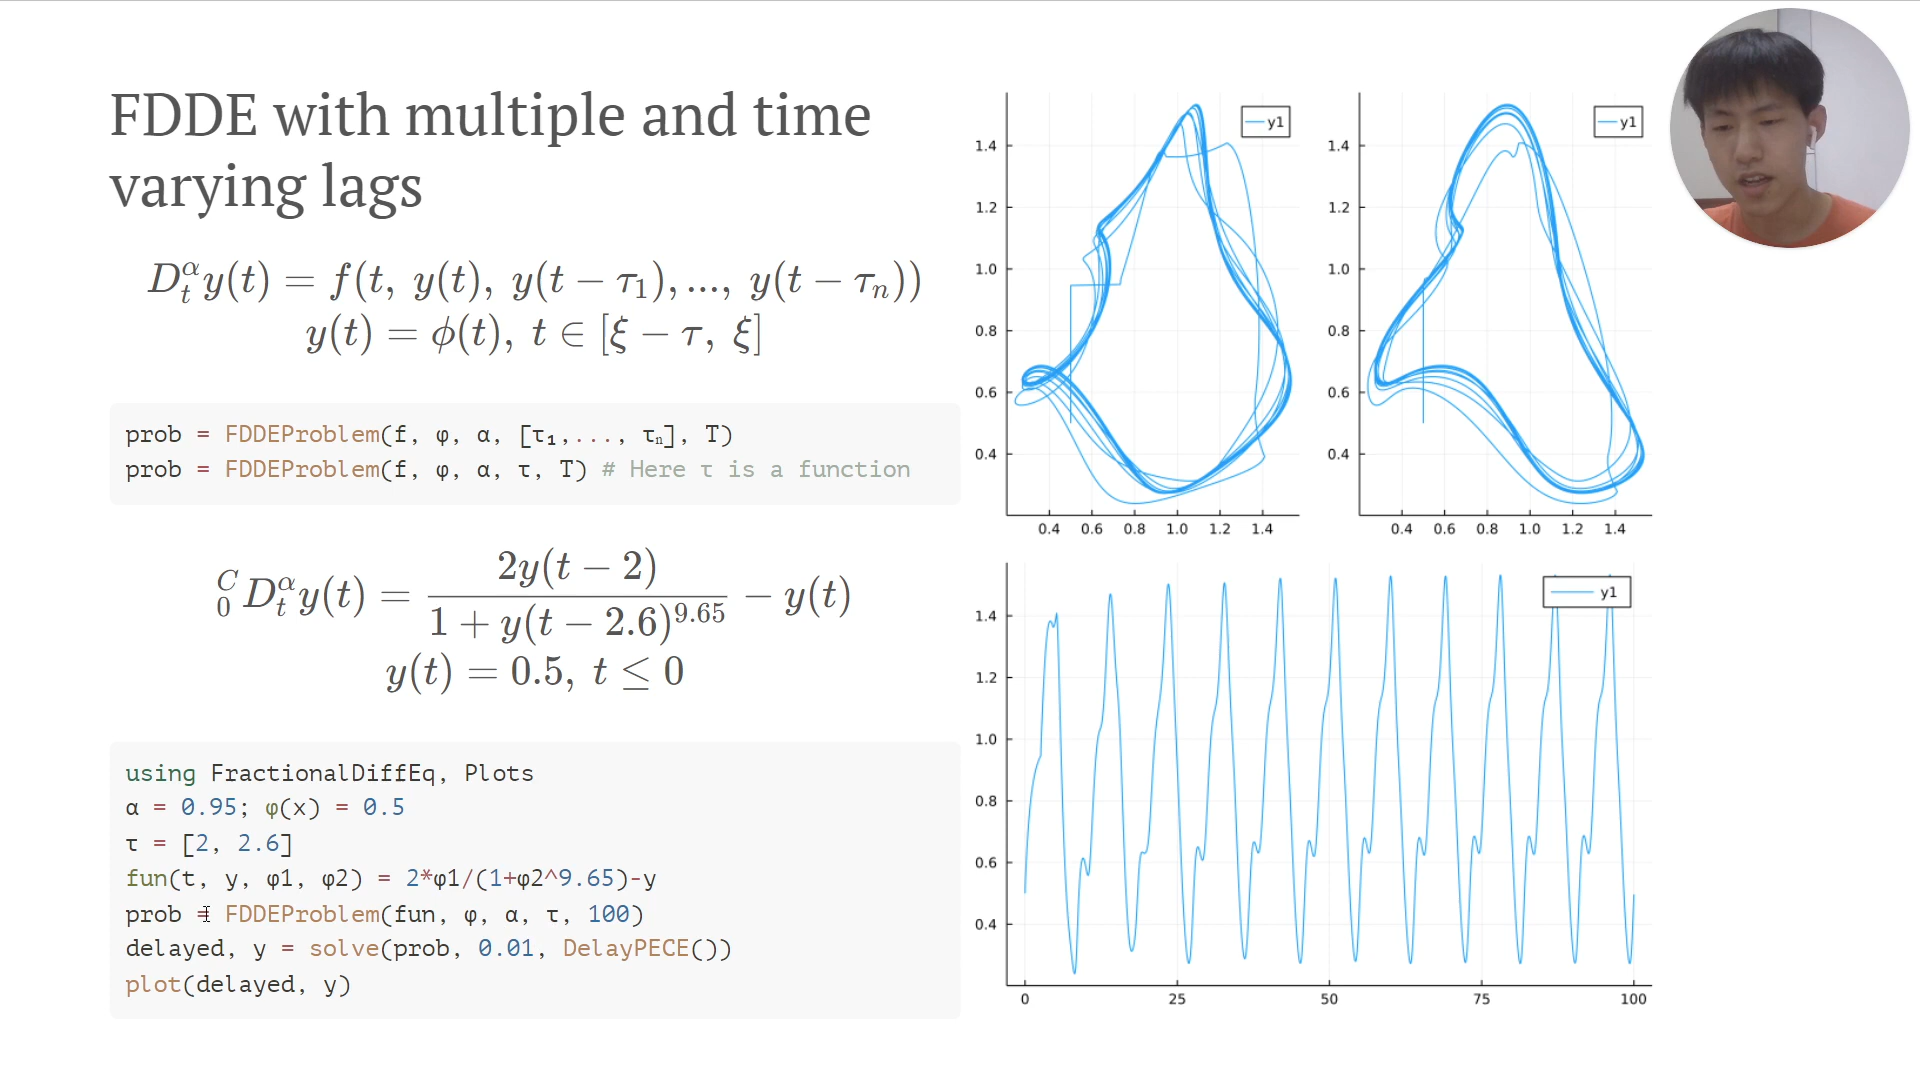 FDDE with multiple and time
varying lags
D_t^α y(t) = f(t, y(t), y(t − τ₁), ..., y(t − τₙ))
y(t) = ϕ(t), t ∈ [ξ − τ, ξ]
prob = FDDEProblem(f, φ, α, [τ₁,..., τₙ], T)
prob = FDDEProblem(f, φ, α, τ, T) # Here τ is a function
{}_0^C D_t^α y(t) = \frac{2y(t − 2)}{1 + y(t − 2.6)^{9.65}} − y(t)
y(t) = 0.5, t ≤ 0
using FractionalDiffEq, Plots
α = 0.95; φ(x) = 0.5
τ = [2, 2.6]
fun(t, y, φ1, φ2) = 2*φ1/(1+φ2^9.65)-y
prob = FDDEProblem(fun, φ, α, τ, 100)
delayed, y = solve(prob, 0.01, DelayPECE())
plot(delayed, y)
y1
1.4
1.2
1.0
0.8
0.6
0.4
0.4 0.6 0.8 1.0 1.2 1.4
y1
1.4
1.2
1.0
0.8
0.6
0.4
0.4 0.6 0.8 1.0 1.2 1.4
y1
1.4
1.2
1.0
0.8
0.6
0.4
0 25 50 75 100